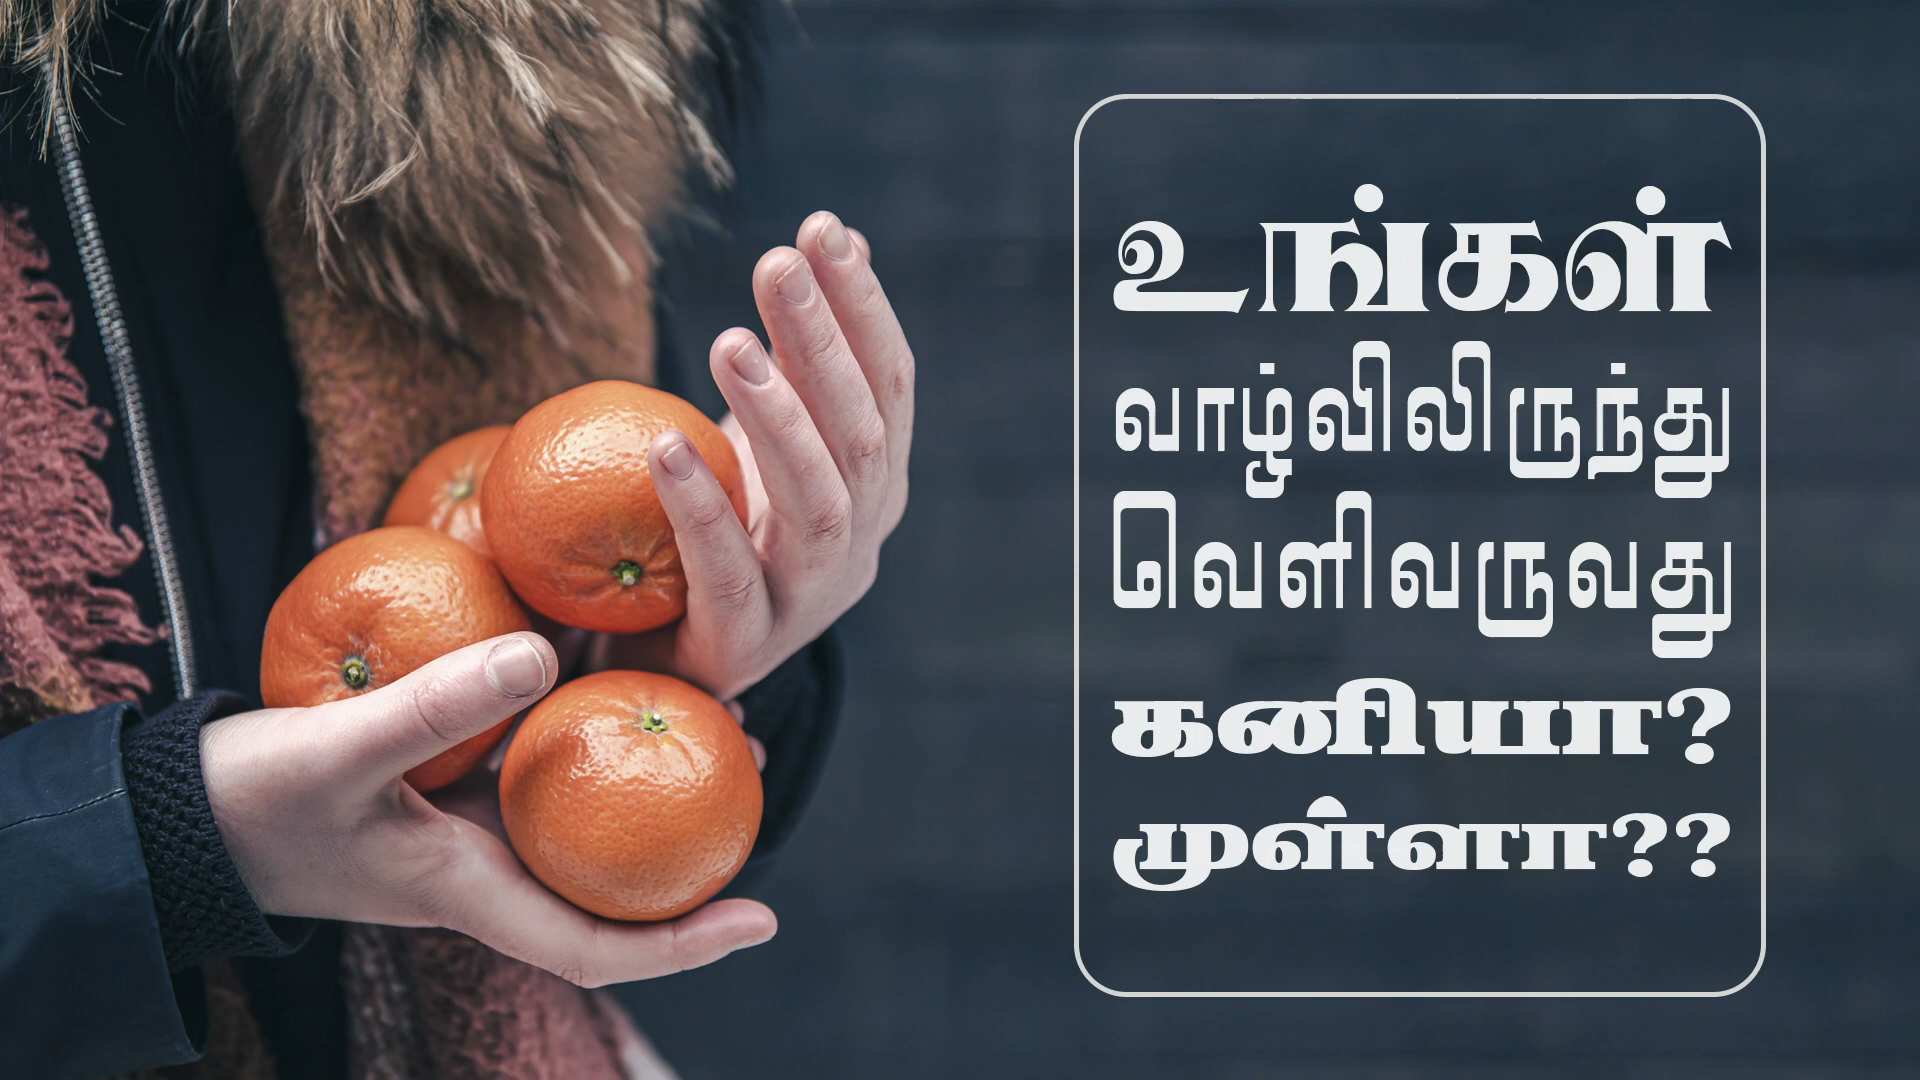 உங்கள்
வாழ்விலிருந்து
வெளிவருவது
கனியா?
முள்ளா??